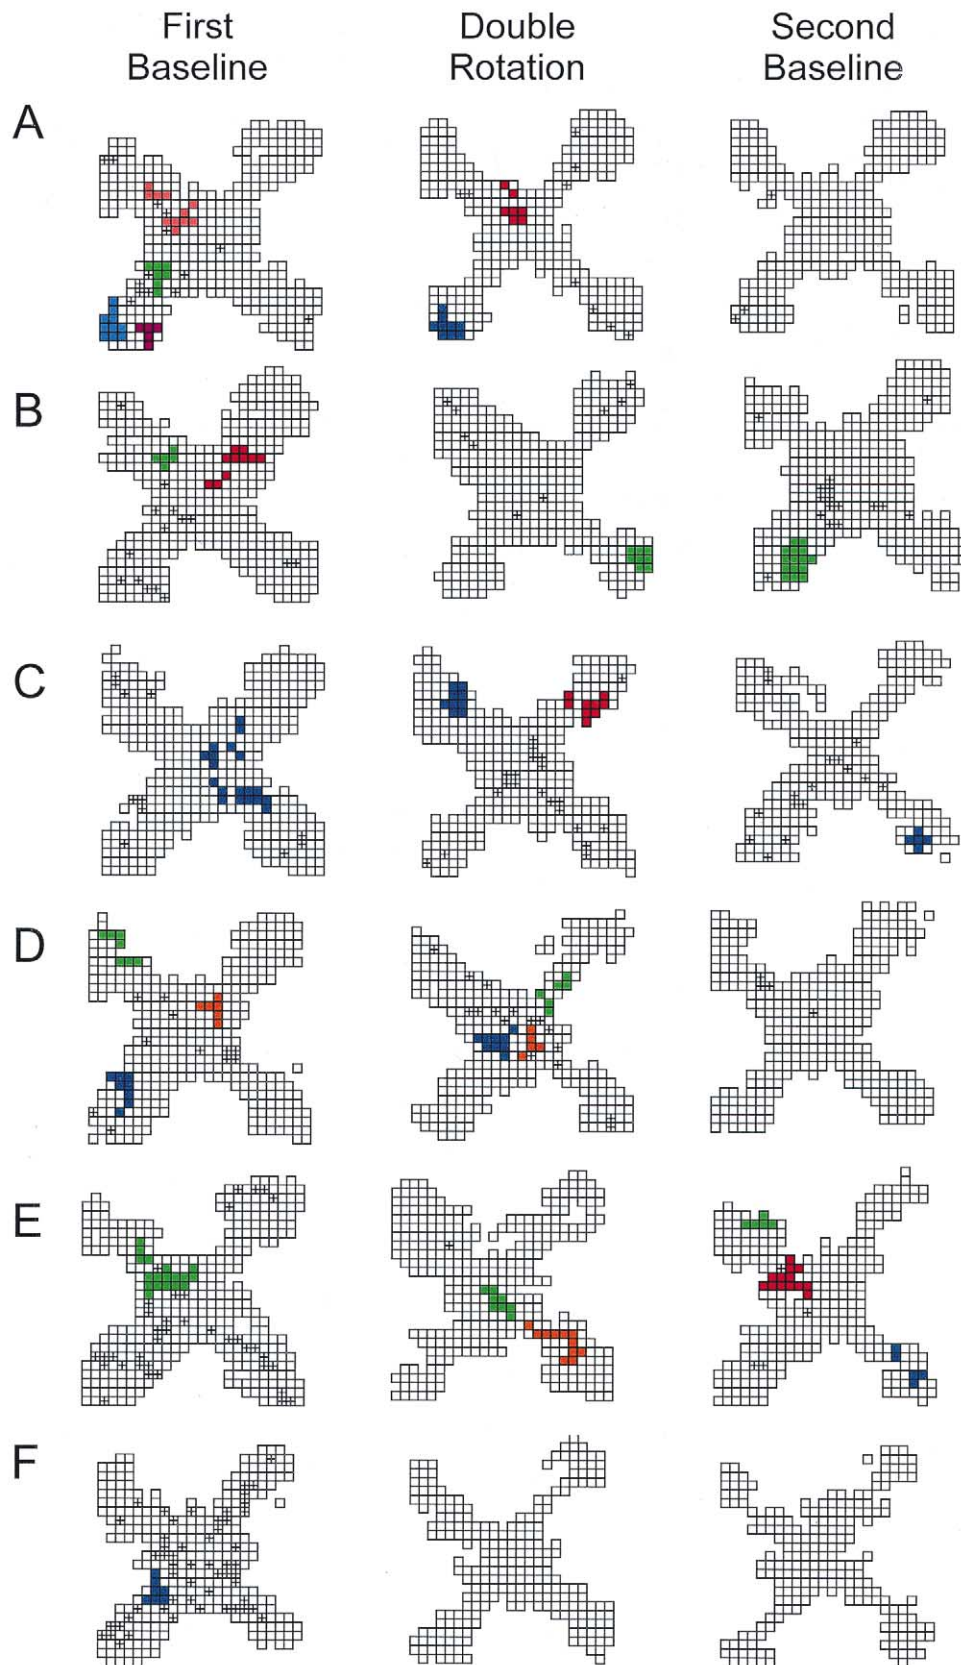 First
Baseline
Double
Rotation
Second
Baseline
A
B
C
D
E
F